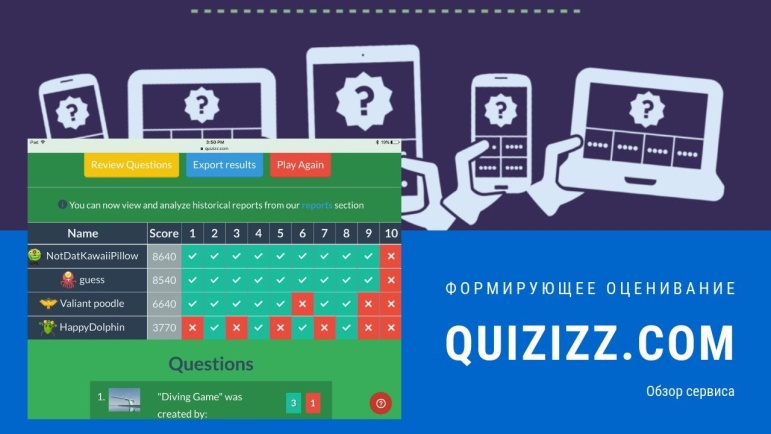 iPad 3:50 PM 19%
quizizz.com
Review Questions Export results Play Again
You can now view and analyze historical reports from our reports section
Name Score 1 2 3 4 5 6 7 8 9 10
NotDatKawaiiPillow 8640
guess 8540
Valiant poodle 6640
HappyDolphin 3770
Questions
1. "Diving Game" was 3 1
created by:
ФОРМИРУЮЩЕЕ ОЦЕНИВАНИЕ
QUIZIZZ.COM
Обзор сервиса